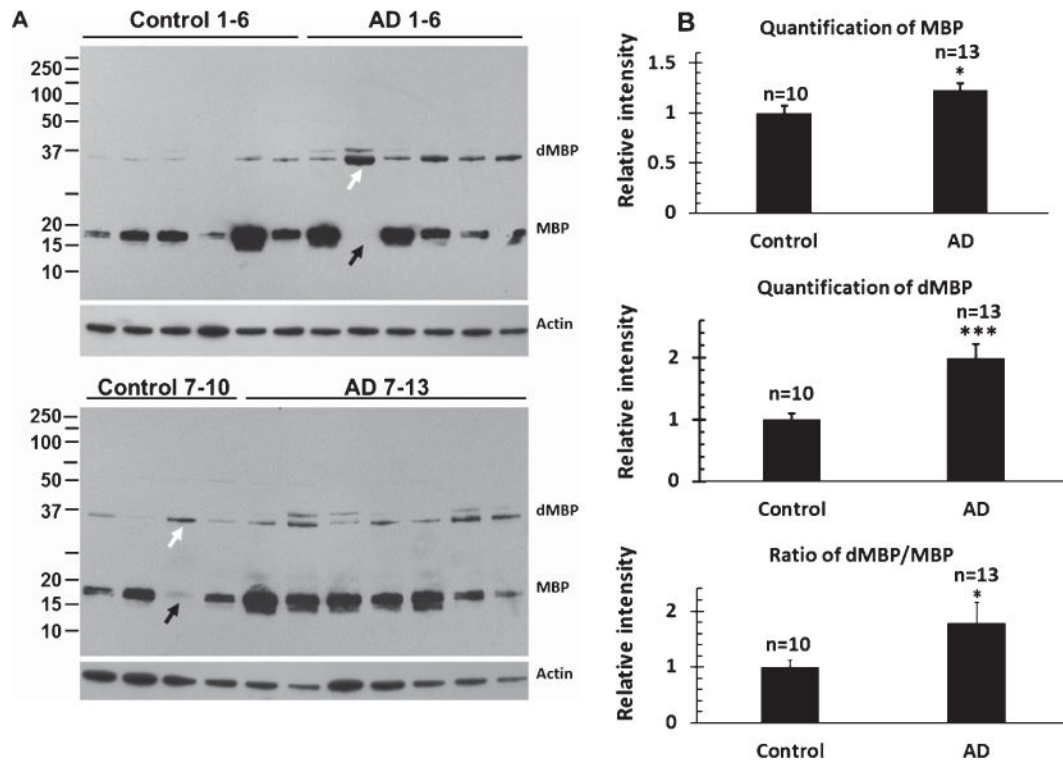 A
Control 1-6 AD 1-6
250
100
50
37
20
15
10
dMBP
MBP
Actin
Control 7-10 AD 7-13
250
100
50
37
20
15
10
dMBP
MBP
Actin
B
Quantification of MBP
Relative intensity
1.5
1
0.5
0
n=10
n=13
*
Control AD
Quantification of dMBP
Relative intensity
2
1
0
n=10
n=13
***
Control AD
Ratio of dMBP/MBP
Relative intensity
2
1
0
n=10
n=13
*
Control AD